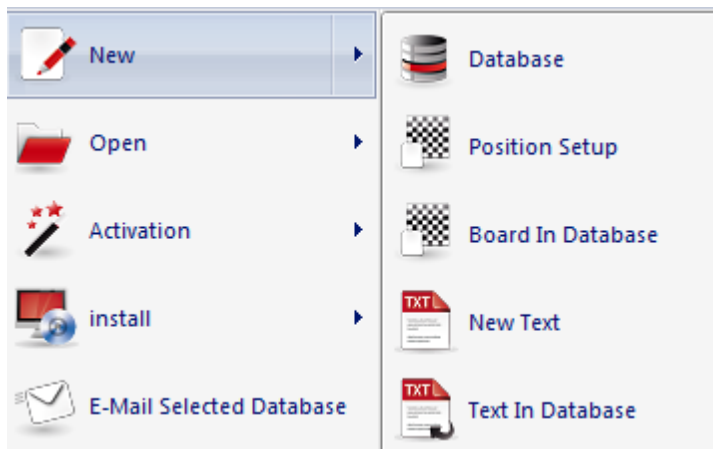 New
Open
Activation
install
E-Mail Selected Database
Database
Position Setup
Board In Database
TXT
New Text
TXT
Text In Database